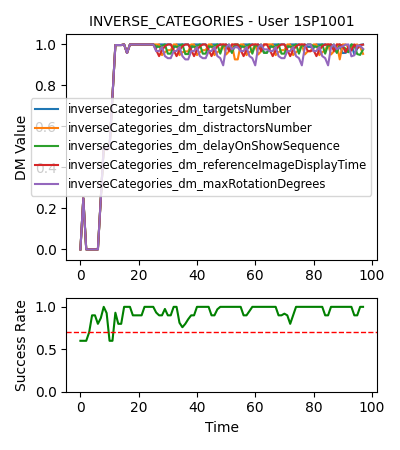 INVERSE_CATEGORIES - User 1SP1001
1.0
0.8
0.6
0.4
0.2
0.0
DM Value
inverseCategories_dm_targetsNumber
inverseCategories_dm_distractorsNumber
inverseCategories_dm_delayOnShowSequence
inverseCategories_dm_referenceImageDisplayTime
inverseCategories_dm_maxRotationDegrees
0 20 40 60 80 100
1.0
0.5
0.0
Success Rate
0 20 40 60 80 100
Time